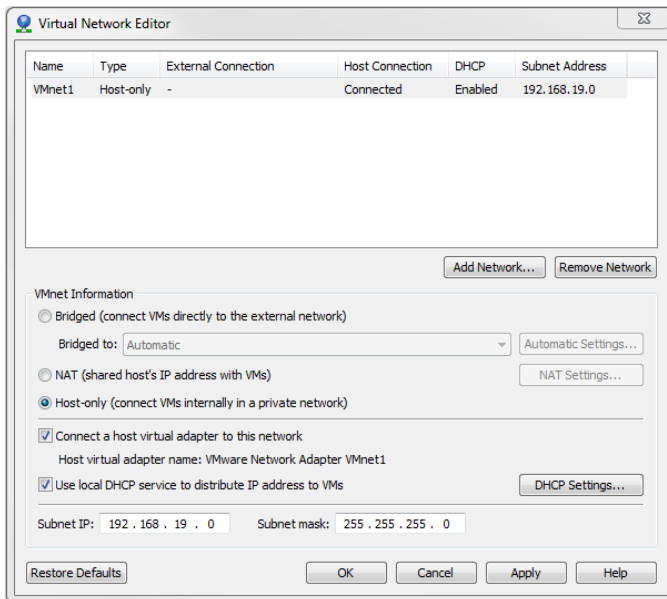 Virtual Network Editor
Name Type External Connection Host Connection DHCP Subnet Address
VMnet1 Host-only - Connected Enabled 192.168.19.0
Add Network... Remove Network
VMnet Information
Bridged (connect VMs directly to the external network)
Bridged to: Automatic Automatic Settings...
NAT (shared host's IP address with VMs) NAT Settings...
Host-only (connect VMs internally in a private network)
Connect a host virtual adapter to this network
Host virtual adapter name: VMware Network Adapter VMnet1
Use local DHCP service to distribute IP address to VMs DHCP Settings...
Subnet IP: 192 . 168 . 19 . 0 Subnet mask: 255 . 255 . 255 . 0
Restore Defaults OK Cancel Apply Help